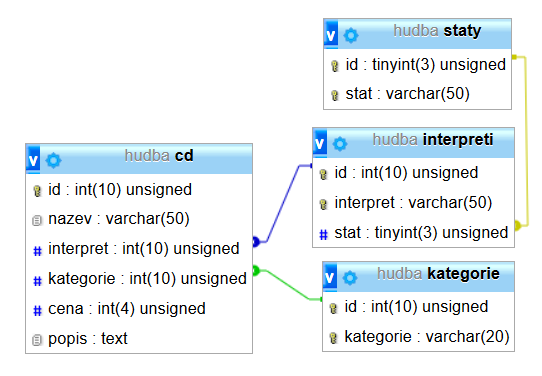 hudba staty
id : tinyint(3) unsigned
stat : varchar(50)
hudba interpreti
id : int(10) unsigned
interpret : varchar(50)
stat : tinyint(3) unsigned
hudba cd
id : int(10) unsigned
nazev : varchar(50)
interpret : int(10) unsigned
kategorie : int(10) unsigned
cena : int(4) unsigned
popis : text
hudba kategorie
id : int(10) unsigned
kategorie : varchar(20)